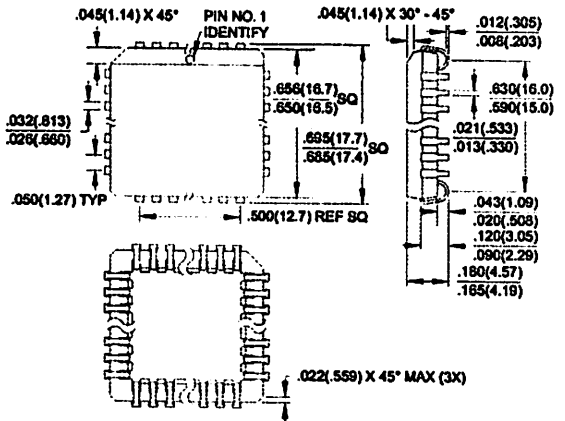 .045(1.14) X 45°
PIN NO. 1
IDENTIFY
.045(1.14) X 30° - 45°
.012(.305)
.008(.203)
.656(16.7)
.650(16.5)
SQ
.630(16.0)
.590(15.0)
.032(.813)
.026(.660)
.695(17.7)
.685(17.4)
SQ
.021(.533)
.013(.330)
.050(1.27) TYP
.500(12.7) REF SQ
.043(1.09)
.020(.508)
.120(3.05)
.090(2.29)
.180(4.57)
.165(4.19)
.022(.559) X 45° MAX (3X)